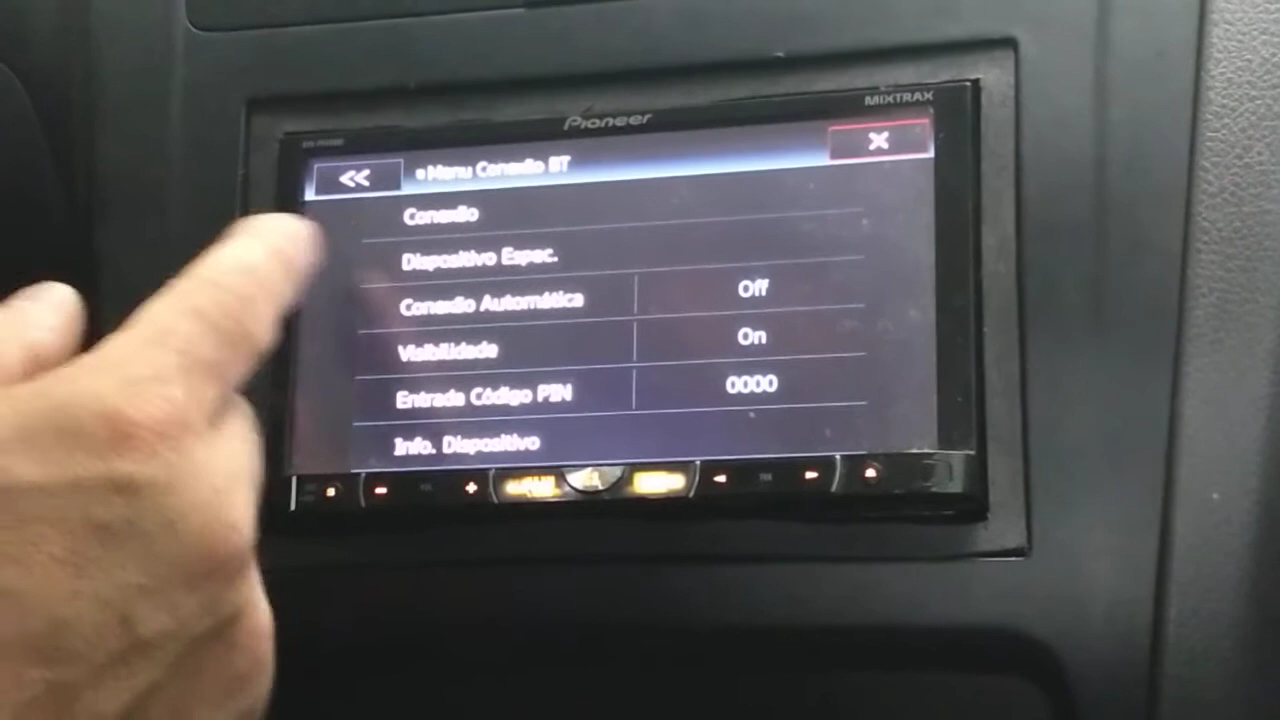 Pioneer
MIXTRAX
<<
Menu Conexão BT
X
Conexão
Dispositivo Espec.
Conexão Automática Off
Visibilidade On
Entrada Código PIN 0000
Info. Dispositivo